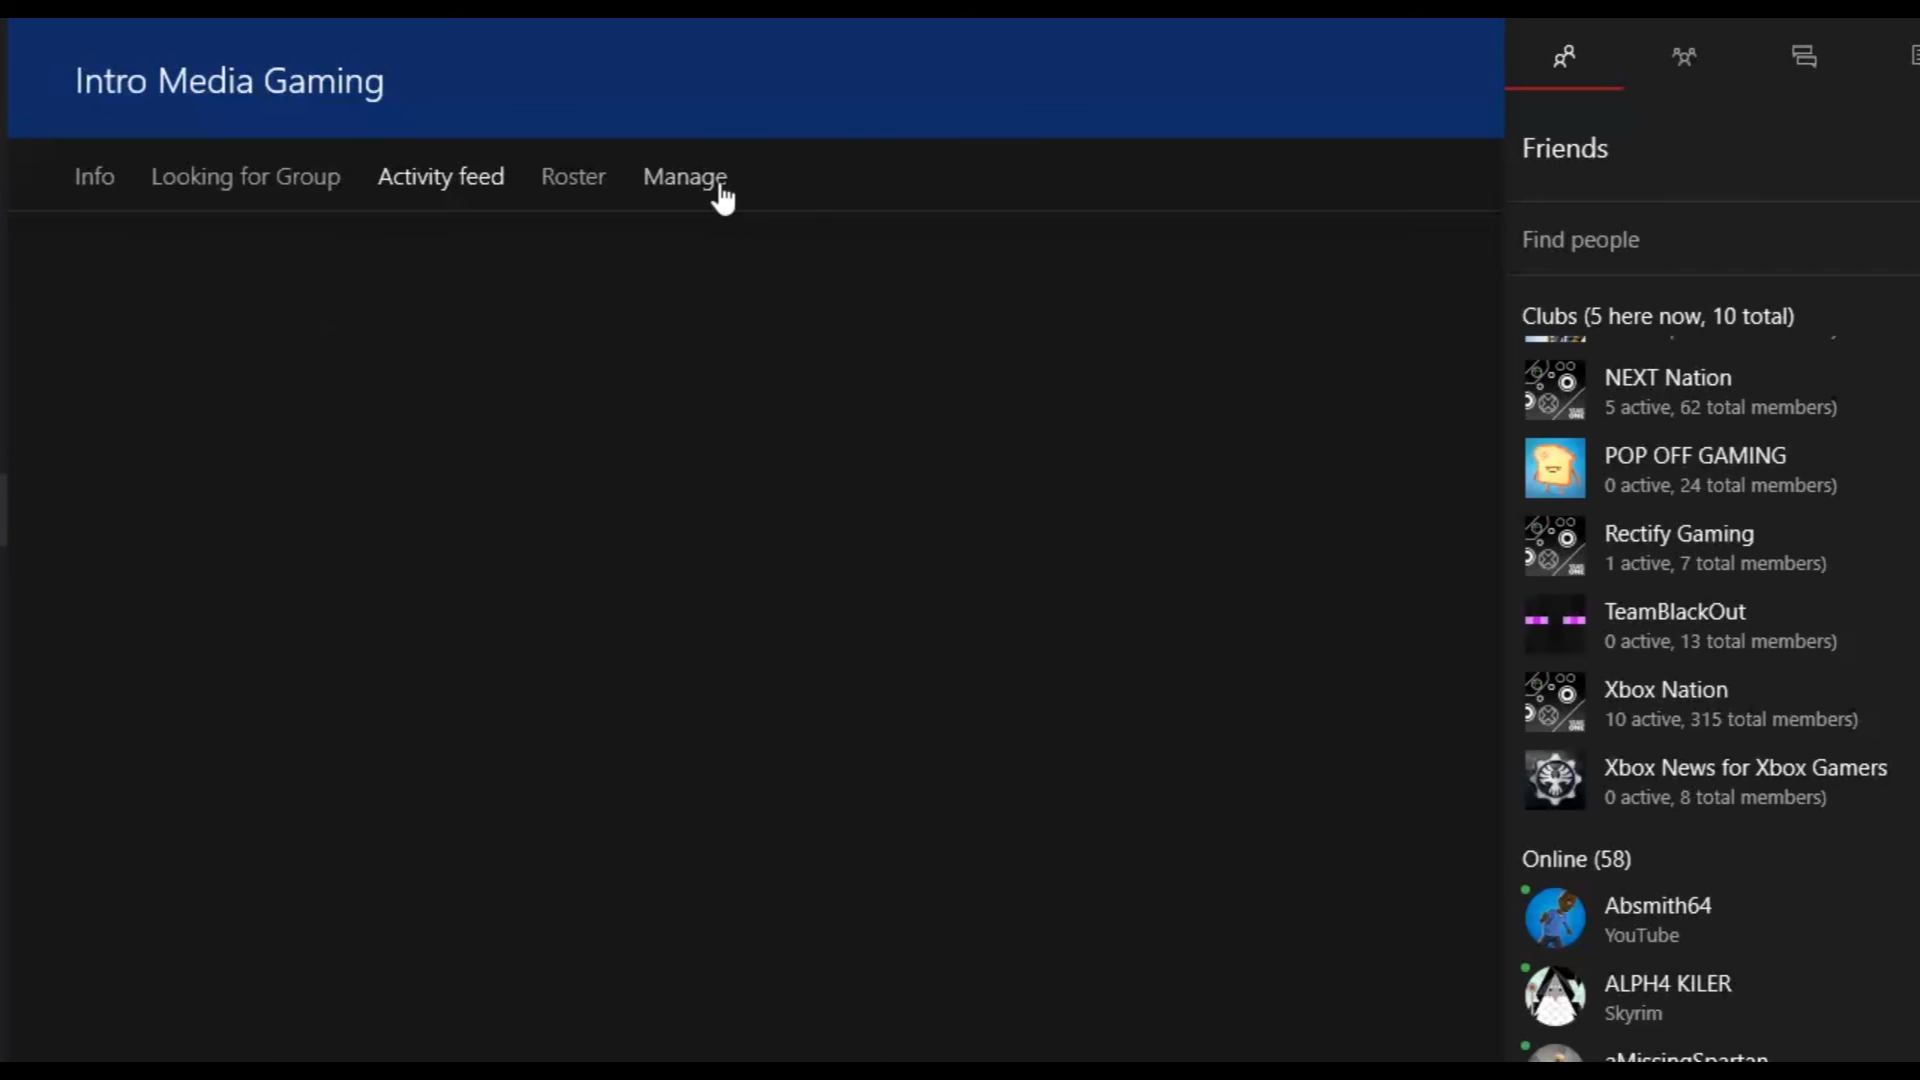 Intro Media Gaming
Info Looking for Group Activity feed Roster Manage
Friends
Find people
Clubs (5 here now, 10 total)
NEXT Nation
5 active, 62 total members)
POP OFF GAMING
0 active, 24 total members)
Rectify Gaming
1 active, 7 total members)
TeamBlackOut
0 active, 13 total members)
Xbox Nation
10 active, 315 total members)
Xbox News for Xbox Gamers
0 active, 8 total members)
Online (58)
Absmith64
YouTube
ALPH4 KILER
Skyrim
aMissingSpartan